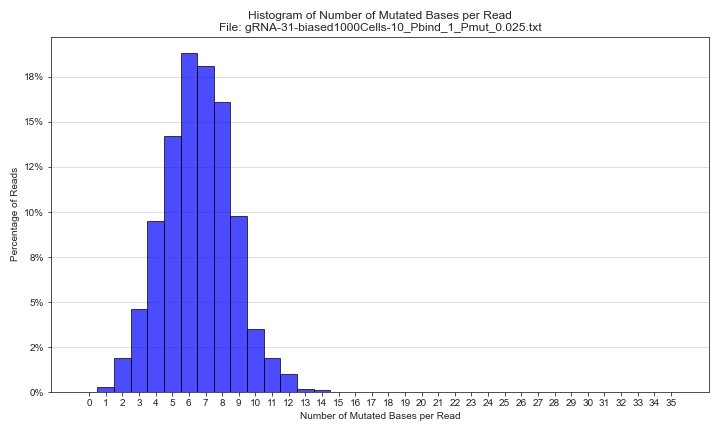 Histogram of Number of Mutated Bases per Read
File: gRNA-31-biased1000Cells-10_Pbind_1_Pmut_0.025.txt
18%
15%
12%
10%
8%
5%
2%
0%
Percentage of Reads
0 1 2 3 4 5 6 7 8 9 10 11 12 13 14 15 16 17 18 19 20 21 22 23 24 25 26 27 28 29 30 31 32 33 34 35
Number of Mutated Bases per Read